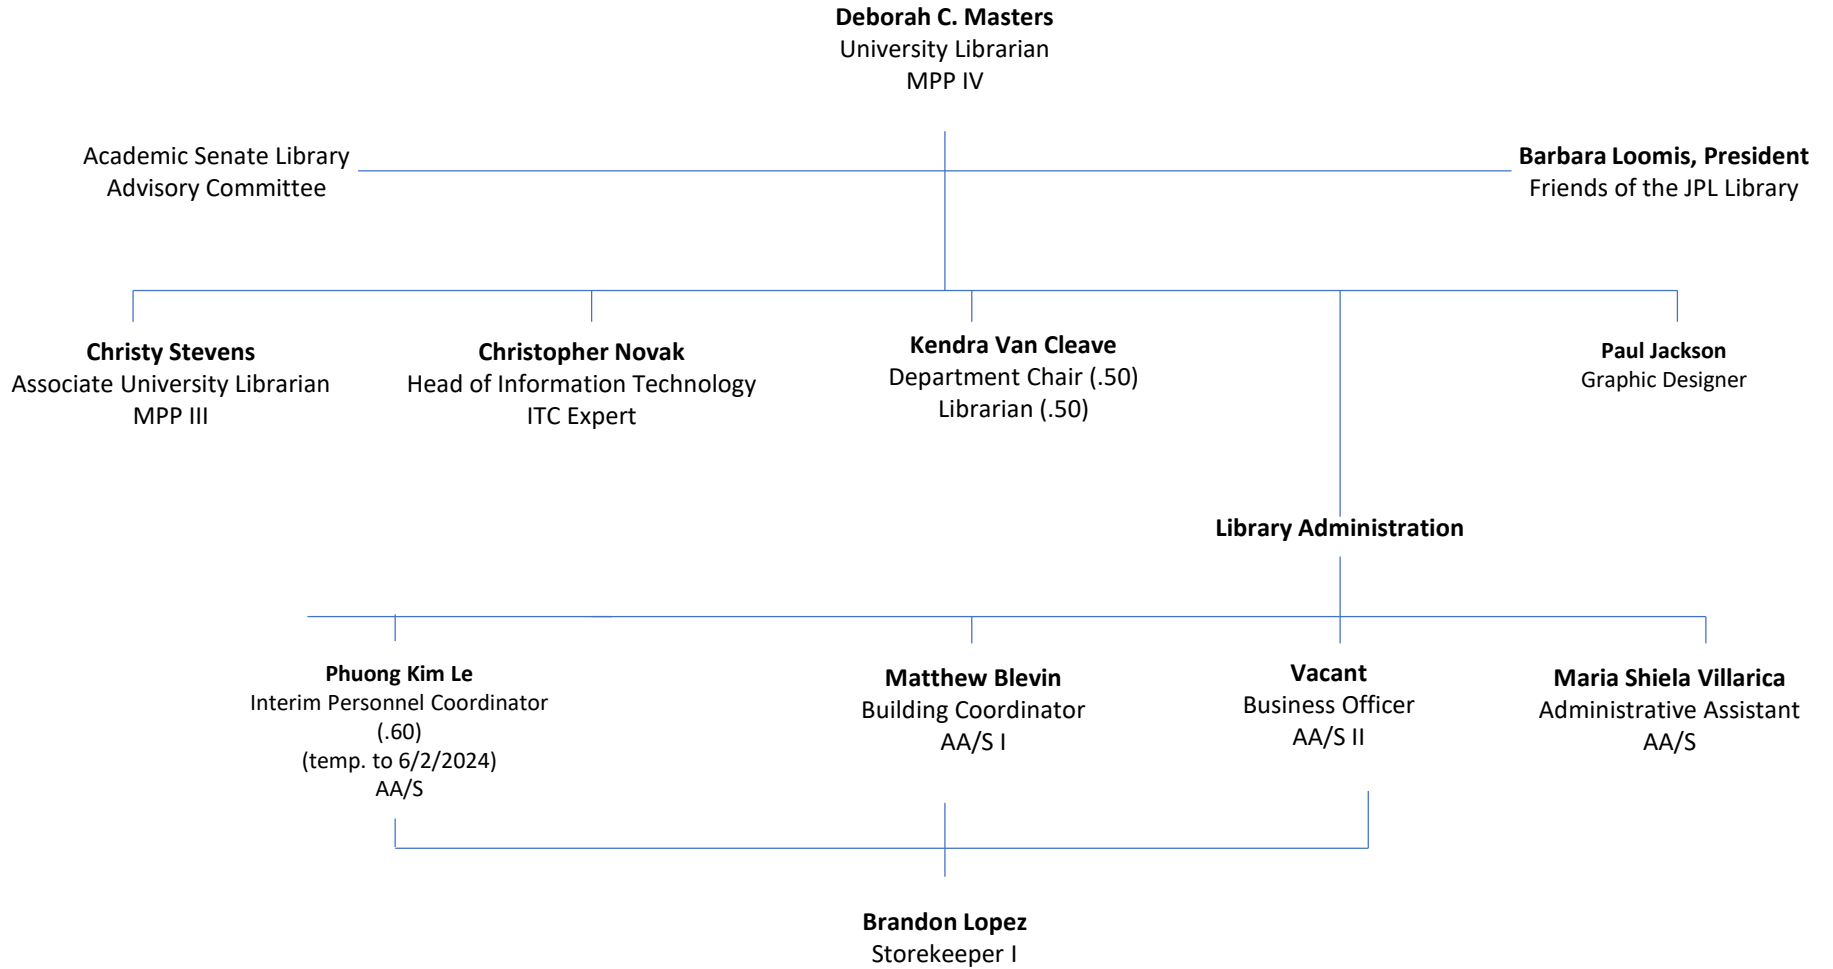 Deborah C. Masters
University Librarian
MPP IV
Academic Senate Library
Advisory Committee
Barbara Loomis, President
Friends of the JPL Library
Christy Stevens
Associate University Librarian
MPP III
Christopher Novak
Head of Information Technology
ITC Expert
Kendra Van Cleave
Department Chair (.50)
Librarian (.50)
Paul Jackson
Graphic Designer
Library Administration
Phuong Kim Le
Interim Personnel Coordinator
(.60)
(temp. to 6/2/2024)
AA/S
Matthew Blevin
Building Coordinator
AA/S I
Vacant
Business Officer
AA/S II
Maria Shiela Villarica
Administrative Assistant
AA/S
Brandon Lopez
Storekeeper I